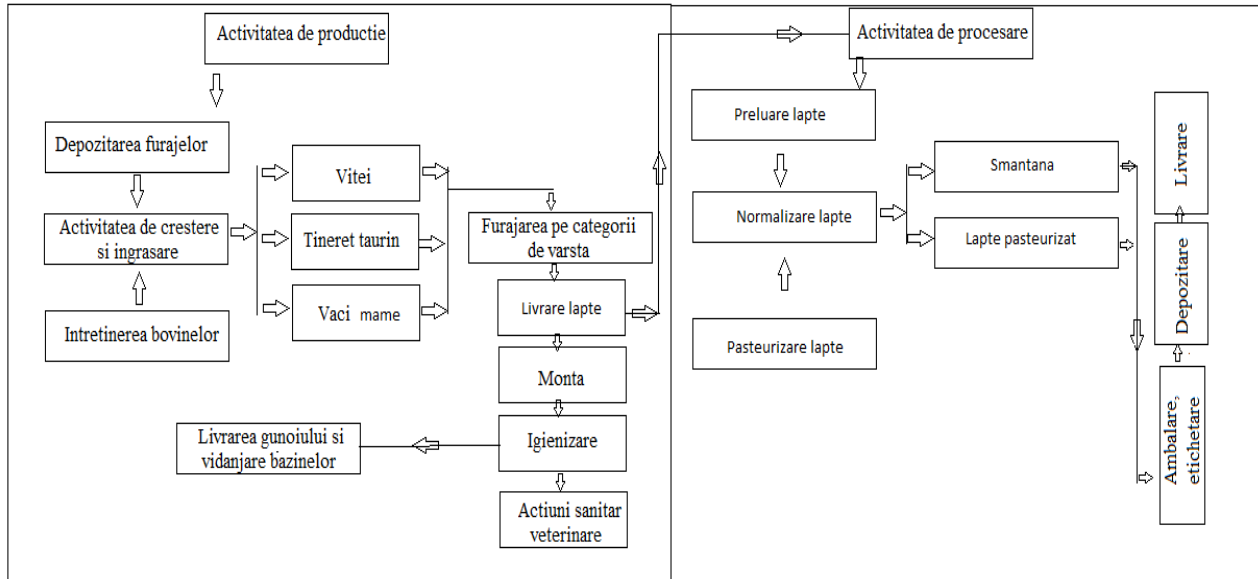 Activitatea de productie
Depozitarea furajelor
Activitatea de crestere
si ingrasare
Intretinerea bovinelor
Vitei
Tineret taurin
Vaci mame
Furajarea pe categorii
de varsta
Livrare lapte
Monta
Igienizare
Livrarea gunoiului si
vidanjare bazinelor
Actiuni sanitar
veterinare
Activitatea de procesare
Preluare lapte
Normalizare lapte
Pasteurizare lapte
Smantana
Lapte pasteurizat
Ambalare,
etichetare
Depozitare
Livrare